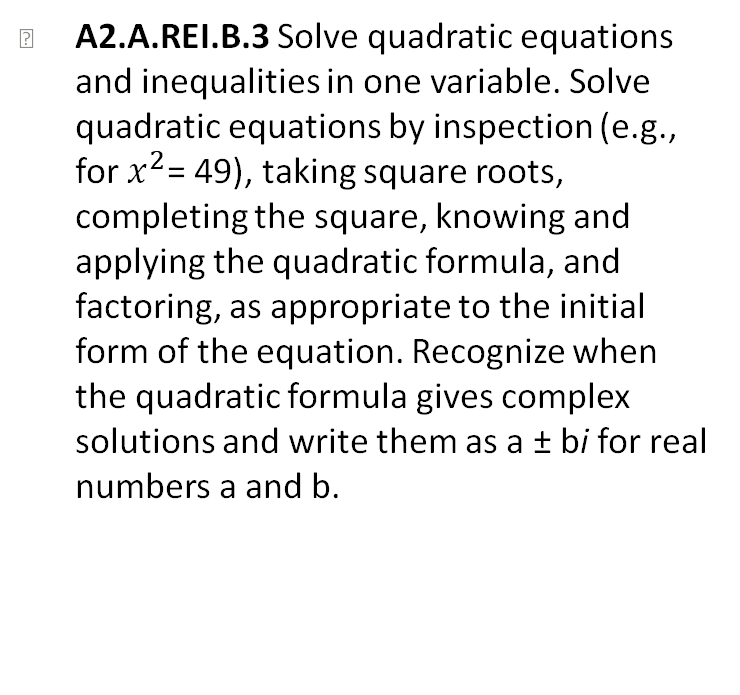 A2.A.REI.B.3 Solve quadratic equations
and inequalities in one variable. Solve
quadratic equations by inspection (e.g.,
for x²= 49), taking square roots,
completing the square, knowing and
applying the quadratic formula, and
factoring, as appropriate to the initial
form of the equation. Recognize when
the quadratic formula gives complex
solutions and write them as a ± bi for real
numbers a and b.